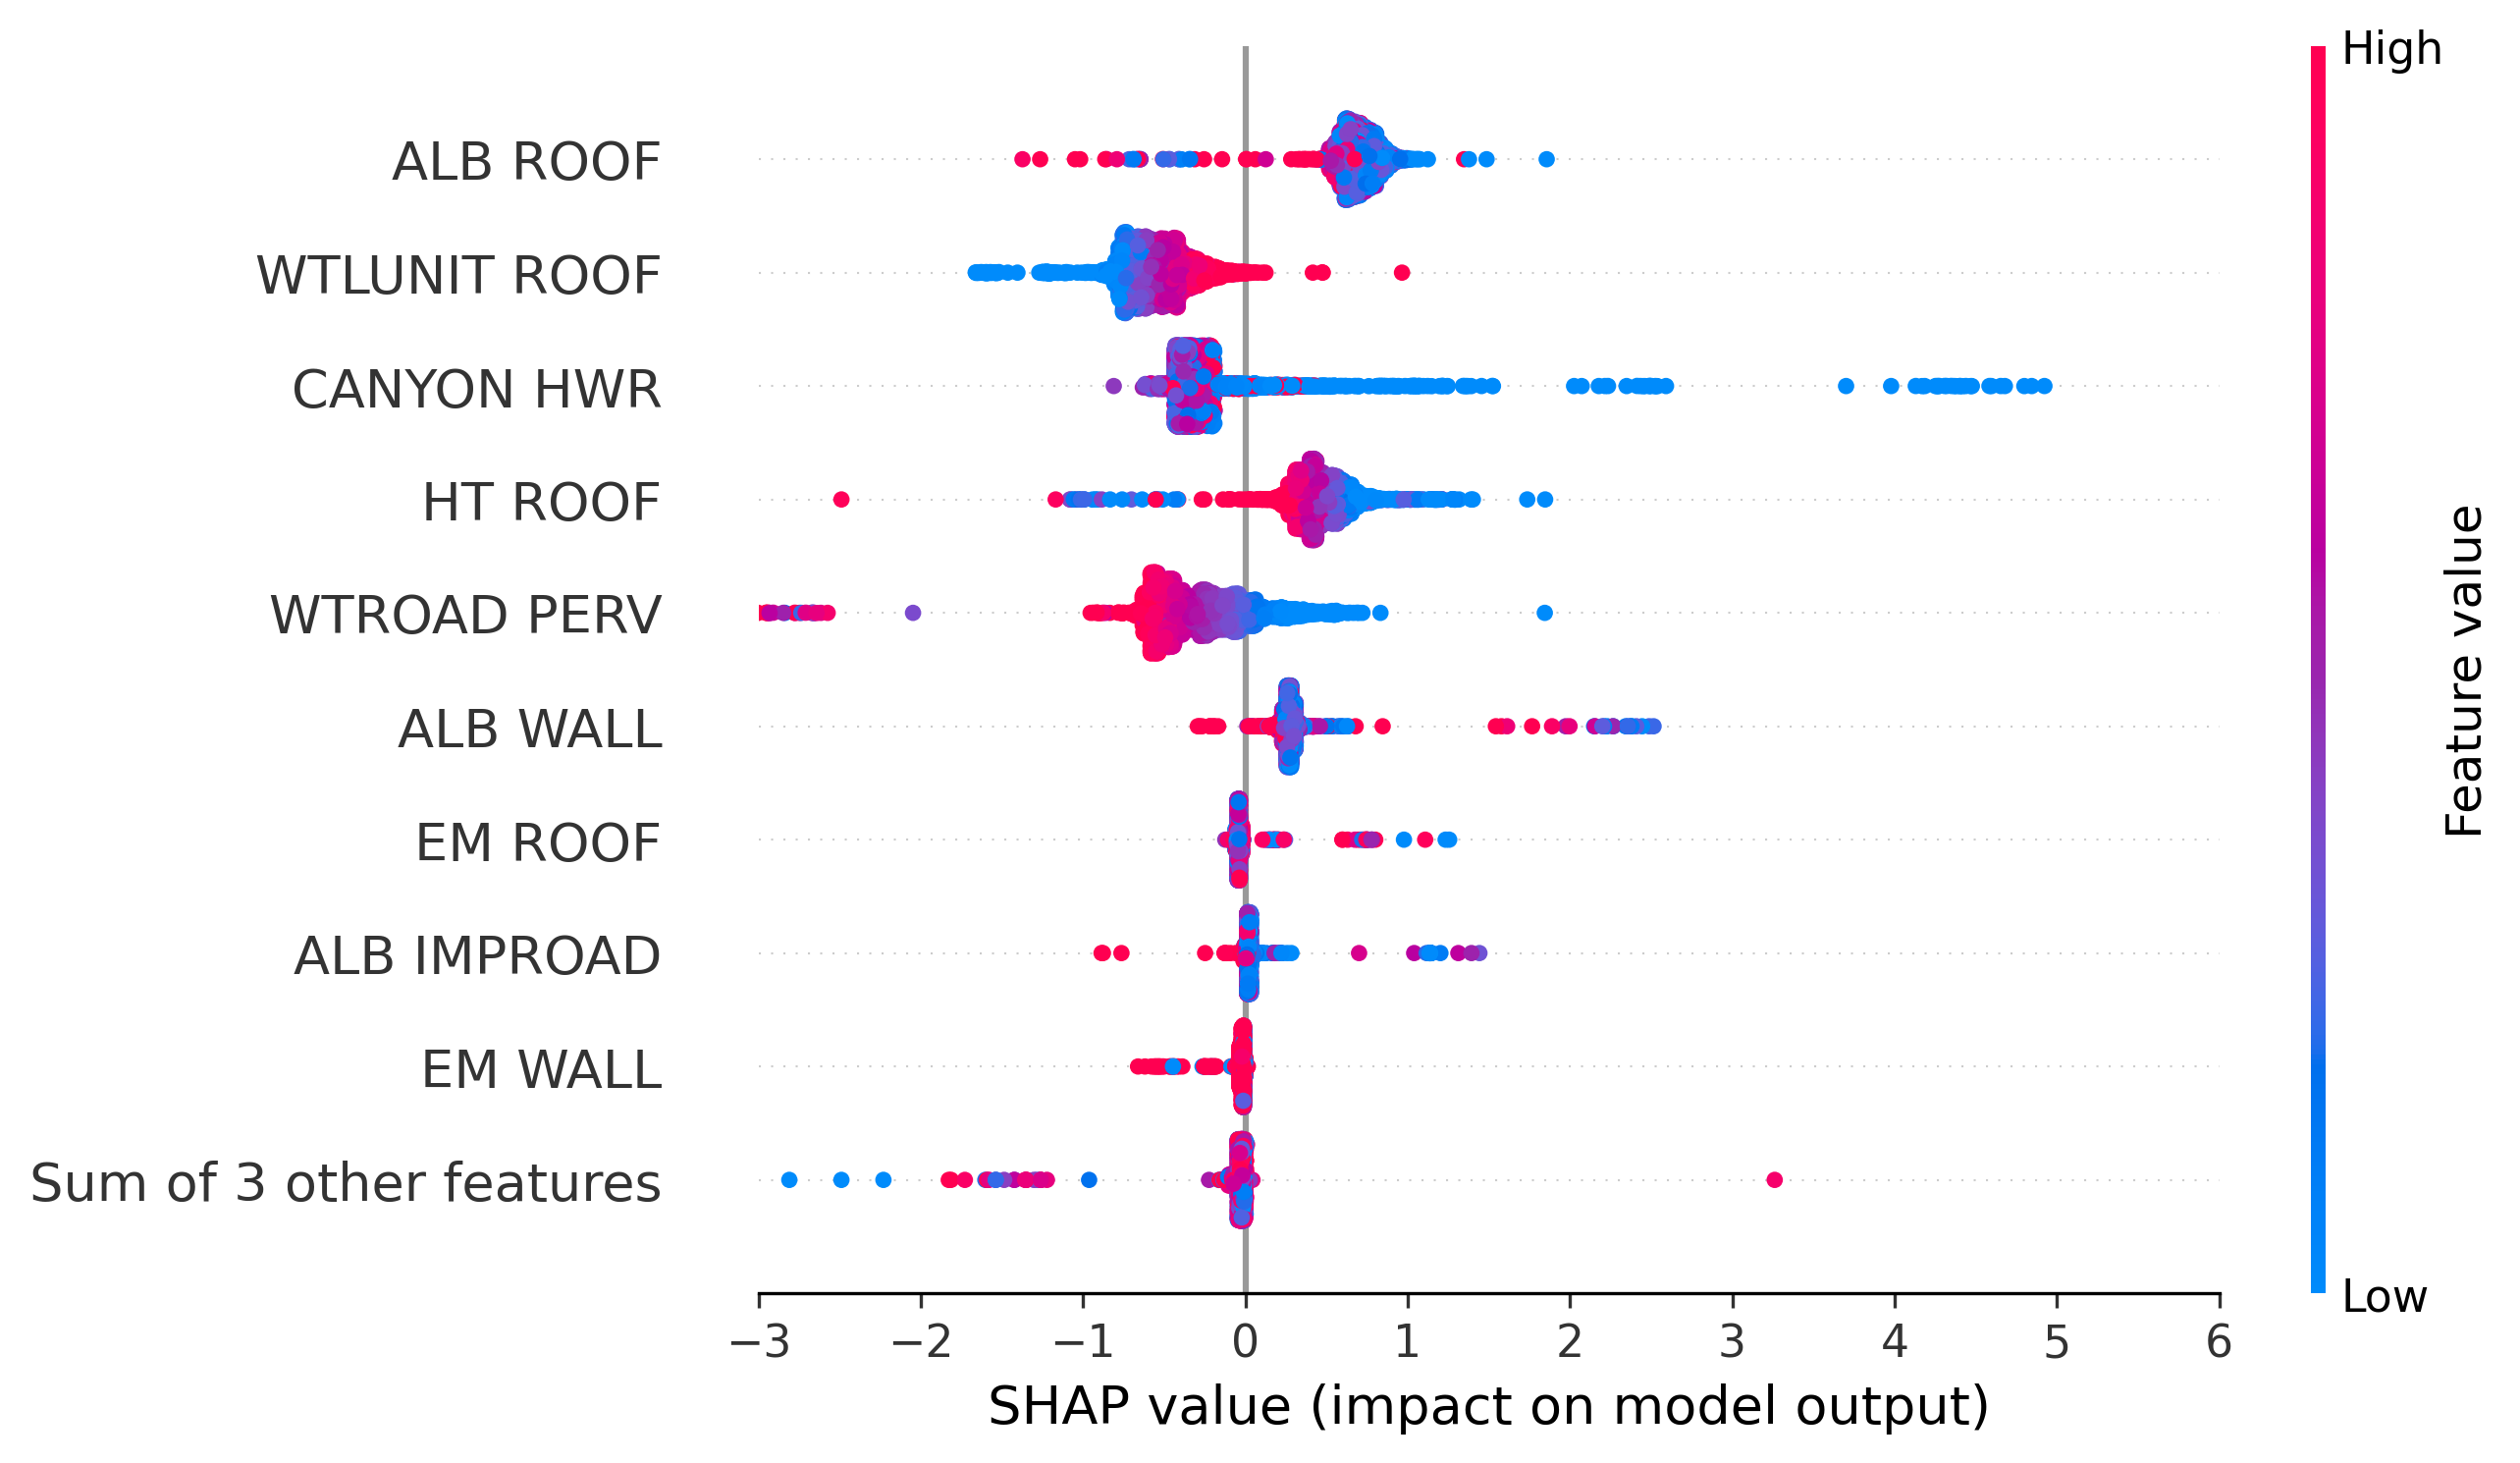 High
ALB ROOF
WTLUNIT ROOF
CANYON HWR
HT ROOF
WTROAD PERV
ALB WALL
EM ROOF
ALB IMPROAD
EM WALL
Sum of 3 other features
Feature value
Low
−3 −2 −1 0 1 2 3 4 5 6
SHAP value (impact on model output)